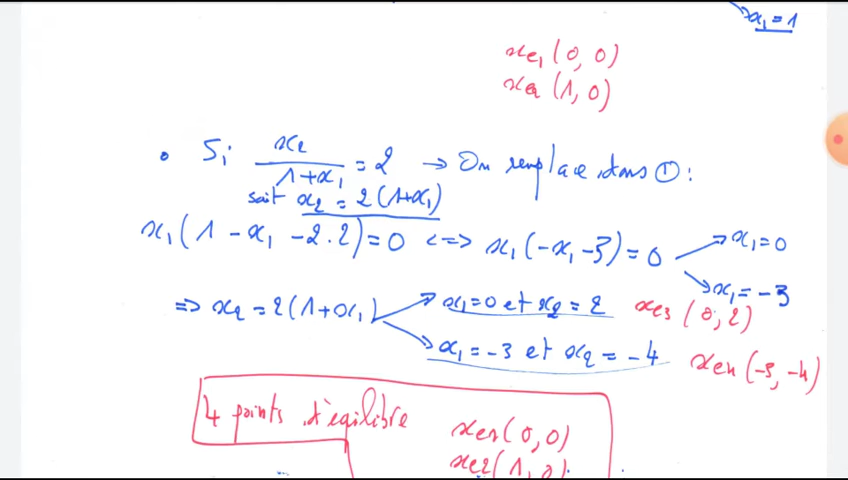 x₁ = 1
xe₁ (0, 0)
xe₂ (1, 0)
• Si x₂/(1+x₁) = 2 → On remplace dans ①:
soit x₂ = 2(1+x₁)
x₁(1 - x₁ - 2.2) = 0 <=> x₁(-x₁ - 3) = 0 → x₁ = 0
→ x₁ = -3
=> x₂ = 2(1+x₁) → x₁ = 0 et x₂ = 2 xe₃ (0, 2)
→ x₁ = -3 et x₂ = -4 xe₄ (-3, -4)
4 points d'équilibre xe₁(0, 0)
xe₂(1, 0)